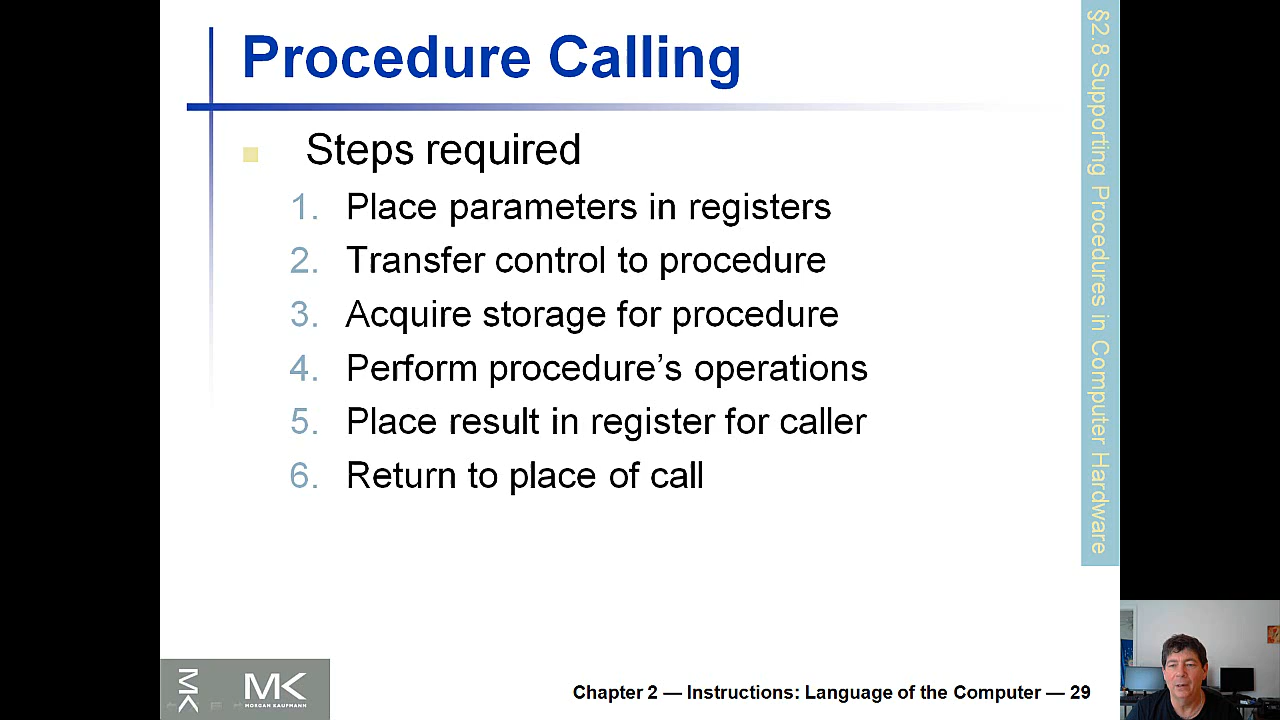 Procedure Calling
Steps required
1. Place parameters in registers
2. Transfer control to procedure
3. Acquire storage for procedure
4. Perform procedure’s operations
5. Place result in register for caller
6. Return to place of call
§2.8 Supporting Procedures in Computer Hardware
MK
MK
MORGAN KAUFMANN
Chapter 2 — Instructions: Language of the Computer — 29